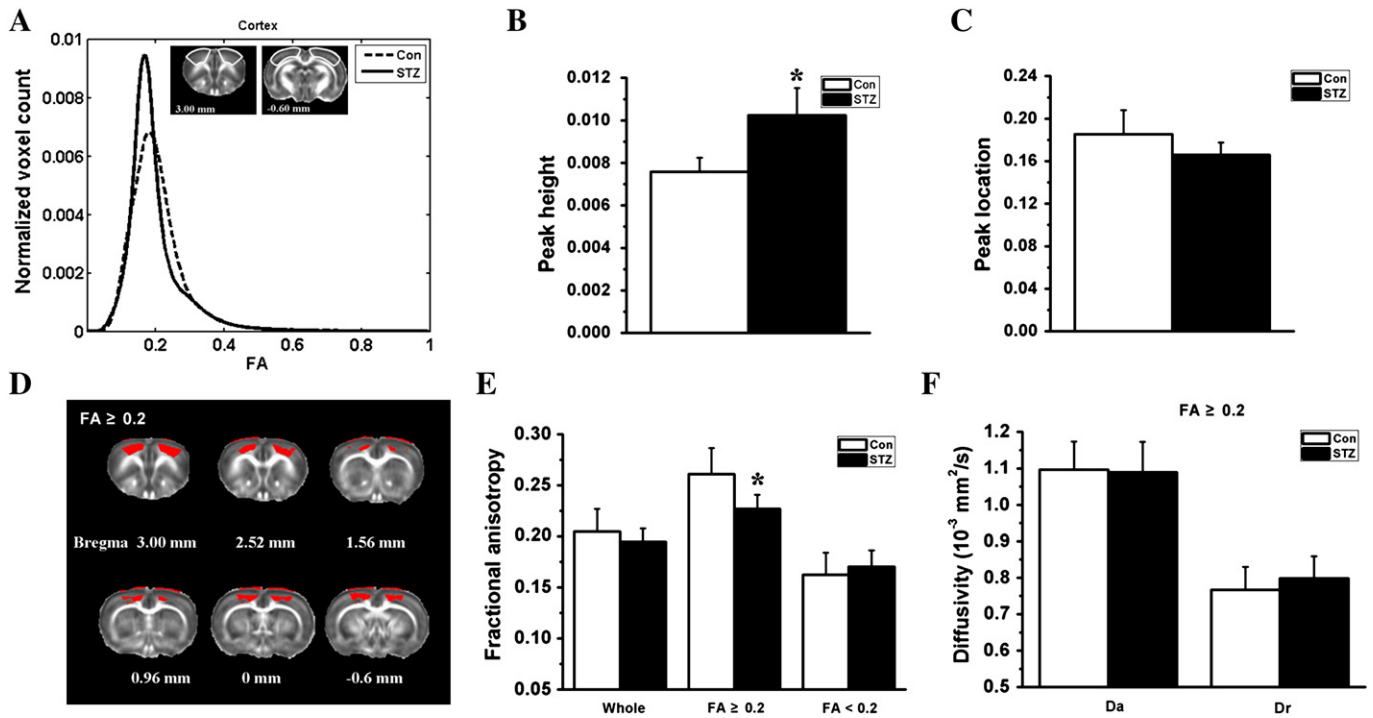 A
Cortex
Normalized voxel count
0.01
0.008
0.006
0.004
0.002
0
0.2
0.4
0.6
0.8
1
FA
3.00 mm
-0.60 mm
Con
STZ
B
Peak height
0.012
0.010
0.008
0.006
0.004
0.002
0.000
*
Con
STZ
C
Peak location
0.24
0.20
0.16
0.12
0.08
0.04
0.00
Con
STZ
D
FA ≥ 0.2
Bregma 3.00 mm
2.52 mm
1.56 mm
0.96 mm
0 mm
-0.6 mm
E
Fractional anisotropy
0.30
0.25
0.20
0.15
0.10
0.05
*
Con
STZ
Whole
FA ≥ 0.2
FA < 0.2
F
FA ≥ 0.2
Diffusivity (10⁻³ mm²/s)
1.2
1.1
1.0
0.9
0.8
0.7
0.6
0.5
Con
STZ
Da
Dr